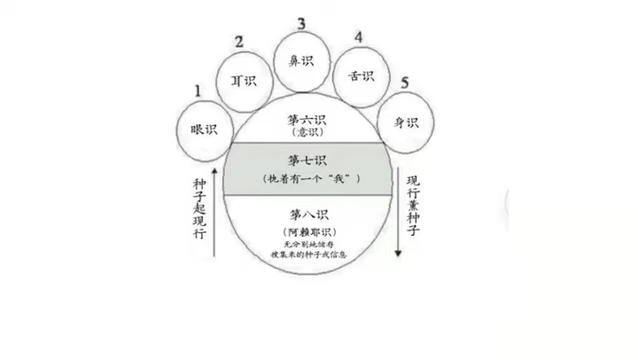 1
眼识
2
耳识
3
鼻识
4
舌识
5
身识
第六识
(意识)
第七识
(执着有一个“我”)
第八识
(阿赖耶识)
无分别地储存
搜集来的种子或信息
种子起现行
现行薰种子